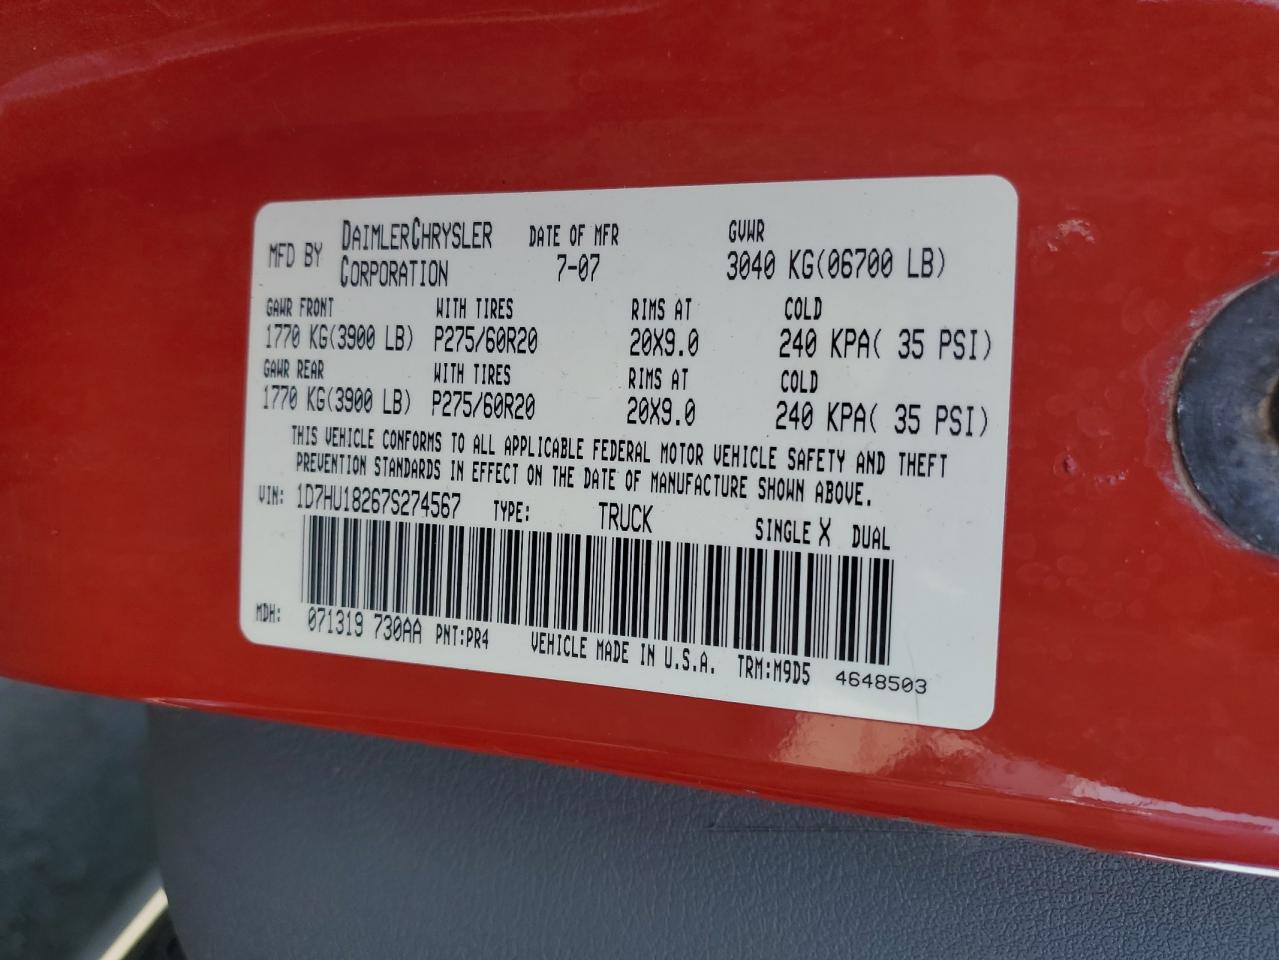 MFD BY DAIMLERCHRYSLER CORPORATION DATE OF MFR 7-07 GVWR 3040 KG(06700 LB)
GAWR FRONT WITH TIRES RIMS AT COLD
1770 KG(3900 LB) P275/60R20 20X9.0 240 KPA( 35 PSI)
GAWR REAR WITH TIRES RIMS AT COLD
1770 KG(3900 LB) P275/60R20 20X9.0 240 KPA( 35 PSI)
THIS VEHICLE CONFORMS TO ALL APPLICABLE FEDERAL MOTOR VEHICLE SAFETY AND THEFT
PREVENTION STANDARDS IN EFFECT ON THE DATE OF MANUFACTURE SHOWN ABOVE.
VIN: 1D7HU18267S274567 TYPE: TRUCK SINGLE X DUAL
MDH: 071319 730AA PNT:PR4 VEHICLE MADE IN U.S.A. TRM:M9D5 4648503